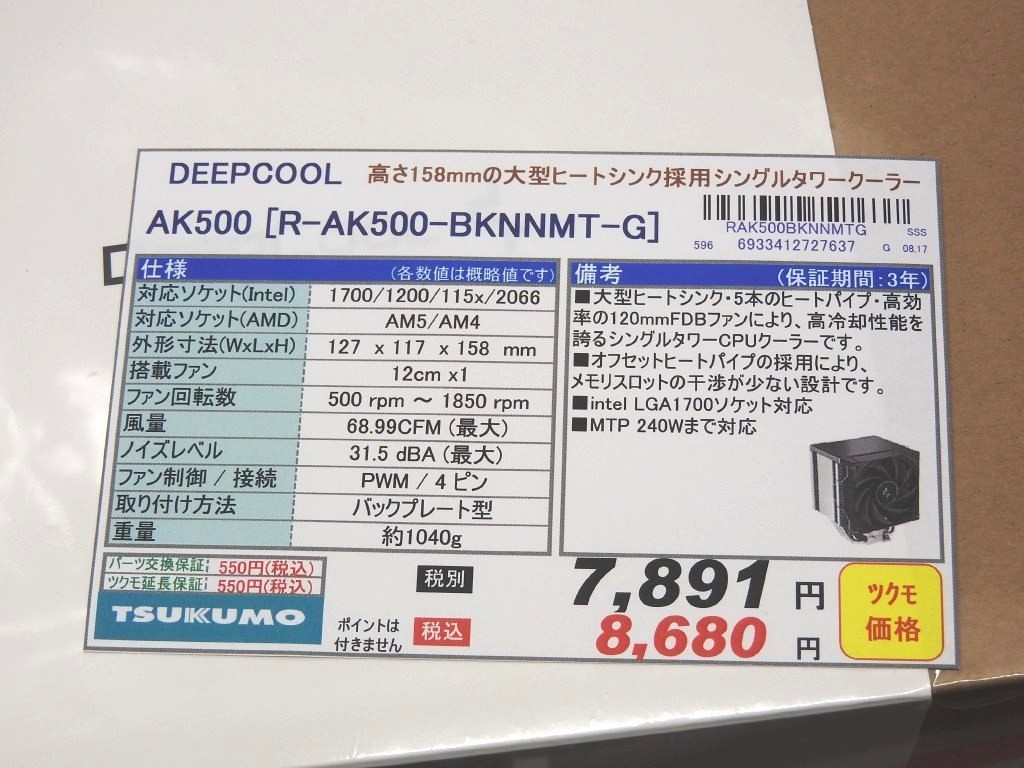 DEEPCOOL 高さ158mmの大型ヒートシンク採用シングルタワークーラー
AK500 [R-AK500-BKNNMT-G]
RAK500BKNNMTG SSS
596 6933412727637 G 08.17
仕様 (各数値は概略値です)
対応ソケット(Intel) 1700/1200/115x/2066
対応ソケット(AMD) AM5/AM4
外形寸法(WxLxH) 127 x 117 x 158 mm
搭載ファン 12cm x1
ファン回転数 500 rpm ～ 1850 rpm
風量 68.99CFM (最大)
ノイズレベル 31.5 dBA (最大)
ファン制御 / 接続 PWM / 4 ピン
取り付け方法 バックプレート型
重量 約1040g
備考 (保証期間:3年)
■大型ヒートシンク・5本のヒートパイプ・高効
率の120mmFDBファンにより、高冷却性能を
誇るシングルタワーCPUクーラーです。
■オフセットヒートパイプの採用により、
メモリスロットの干渉が少ない設計です。
■intel LGA1700ソケット対応
■MTP 240Wまで対応
パーツ交換保証: 550円(税込)
ツクモ延長保証: 550円(税込)
TSUKUMO
ポイントは
付きません
税別 7,891 円
税込 8,680 円
ツクモ
価格